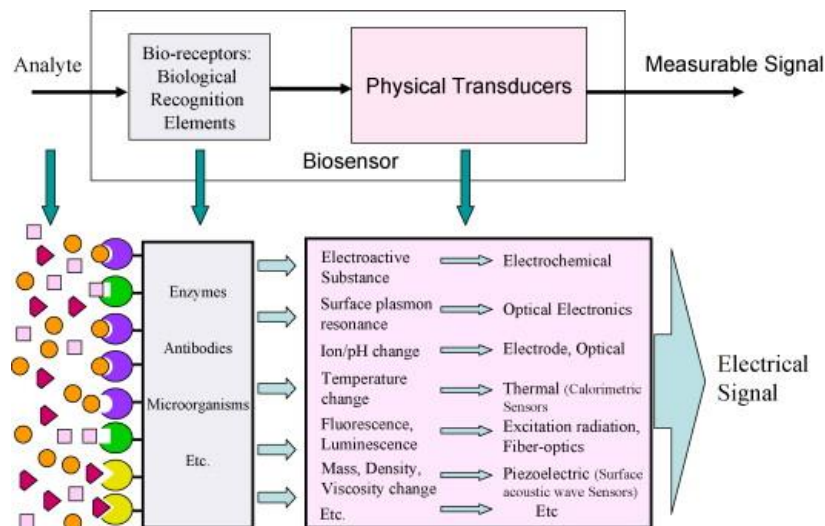 Analyte
Bio-receptors:
Biological
Recognition
Elements
Physical Transducers
Measurable Signal
Biosensor
Enzymes
Antibodies
Microorganisms
Etc.
Electroactive
Substance
Electrochemical
Surface plasmon
resonance
Optical Electronics
Ion/pH change
Electrode, Optical
Temperature
change
Thermal (Calorimetric
Sensors
Fluorescence,
Luminescence
Excitation radiation,
Fiber-optics
Mass, Density,
Viscosity change
Piezoelectric (Surface
acoustic wave Sensors)
Etc.
Etc
Electrical
Signal